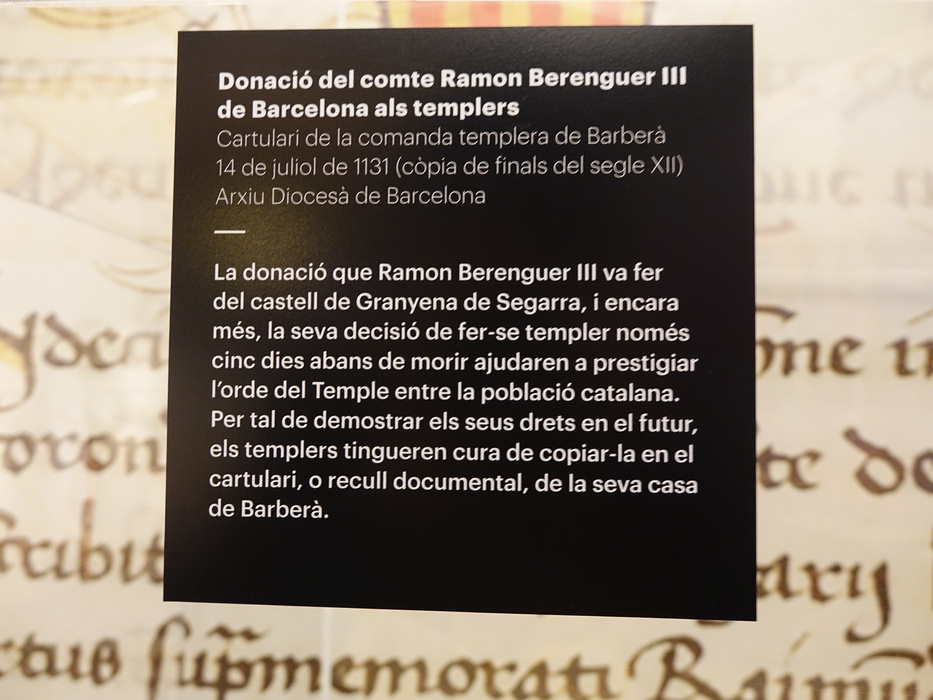 Donació del comte Ramon Berenguer III
de Barcelona als templers
Cartulari de la comanda templera de Barberà
14 de juliol de 1131 (còpia de finals del segle XII)
Arxiu Diocesà de Barcelona
La donació que Ramon Berenguer III va fer
del castell de Granyena de Segarra, i encara
més, la seva decisió de fer-se templer només
cinc dies abans de morir ajudaren a prestigiar
l'orde del Temple entre la població catalana.
Per tal de demostrar els seus drets en el futur,
els templers tingueren cura de copiar-la en el
cartulari, o recull documental, de la seva casa
de Barberà.